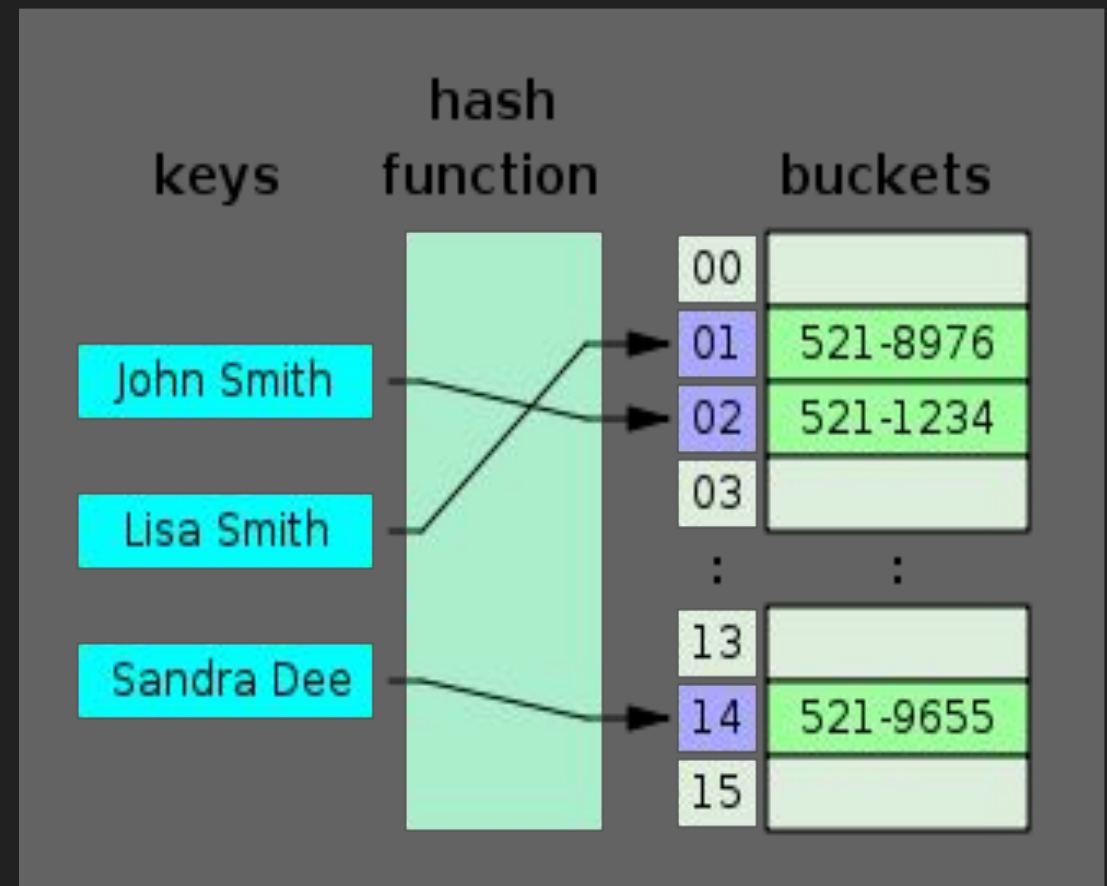 hash
keys function buckets
00
01 521-8976
John Smith
02 521-1234
03
Lisa Smith
: :
13
Sandra Dee
14 521-9655
15